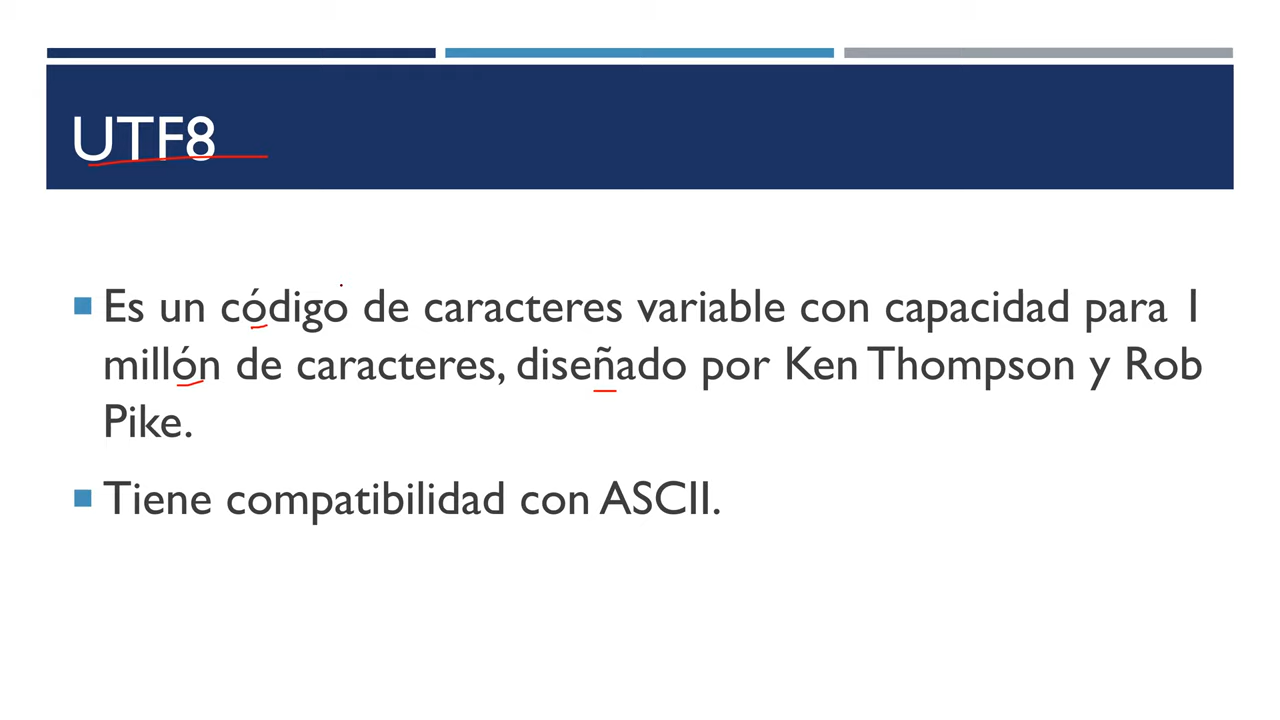 UTF8
Es un código de caracteres variable con capacidad para 1
millón de caracteres, diseñado por Ken Thompson y Rob
Pike.
Tiene compatibilidad con ASCII.